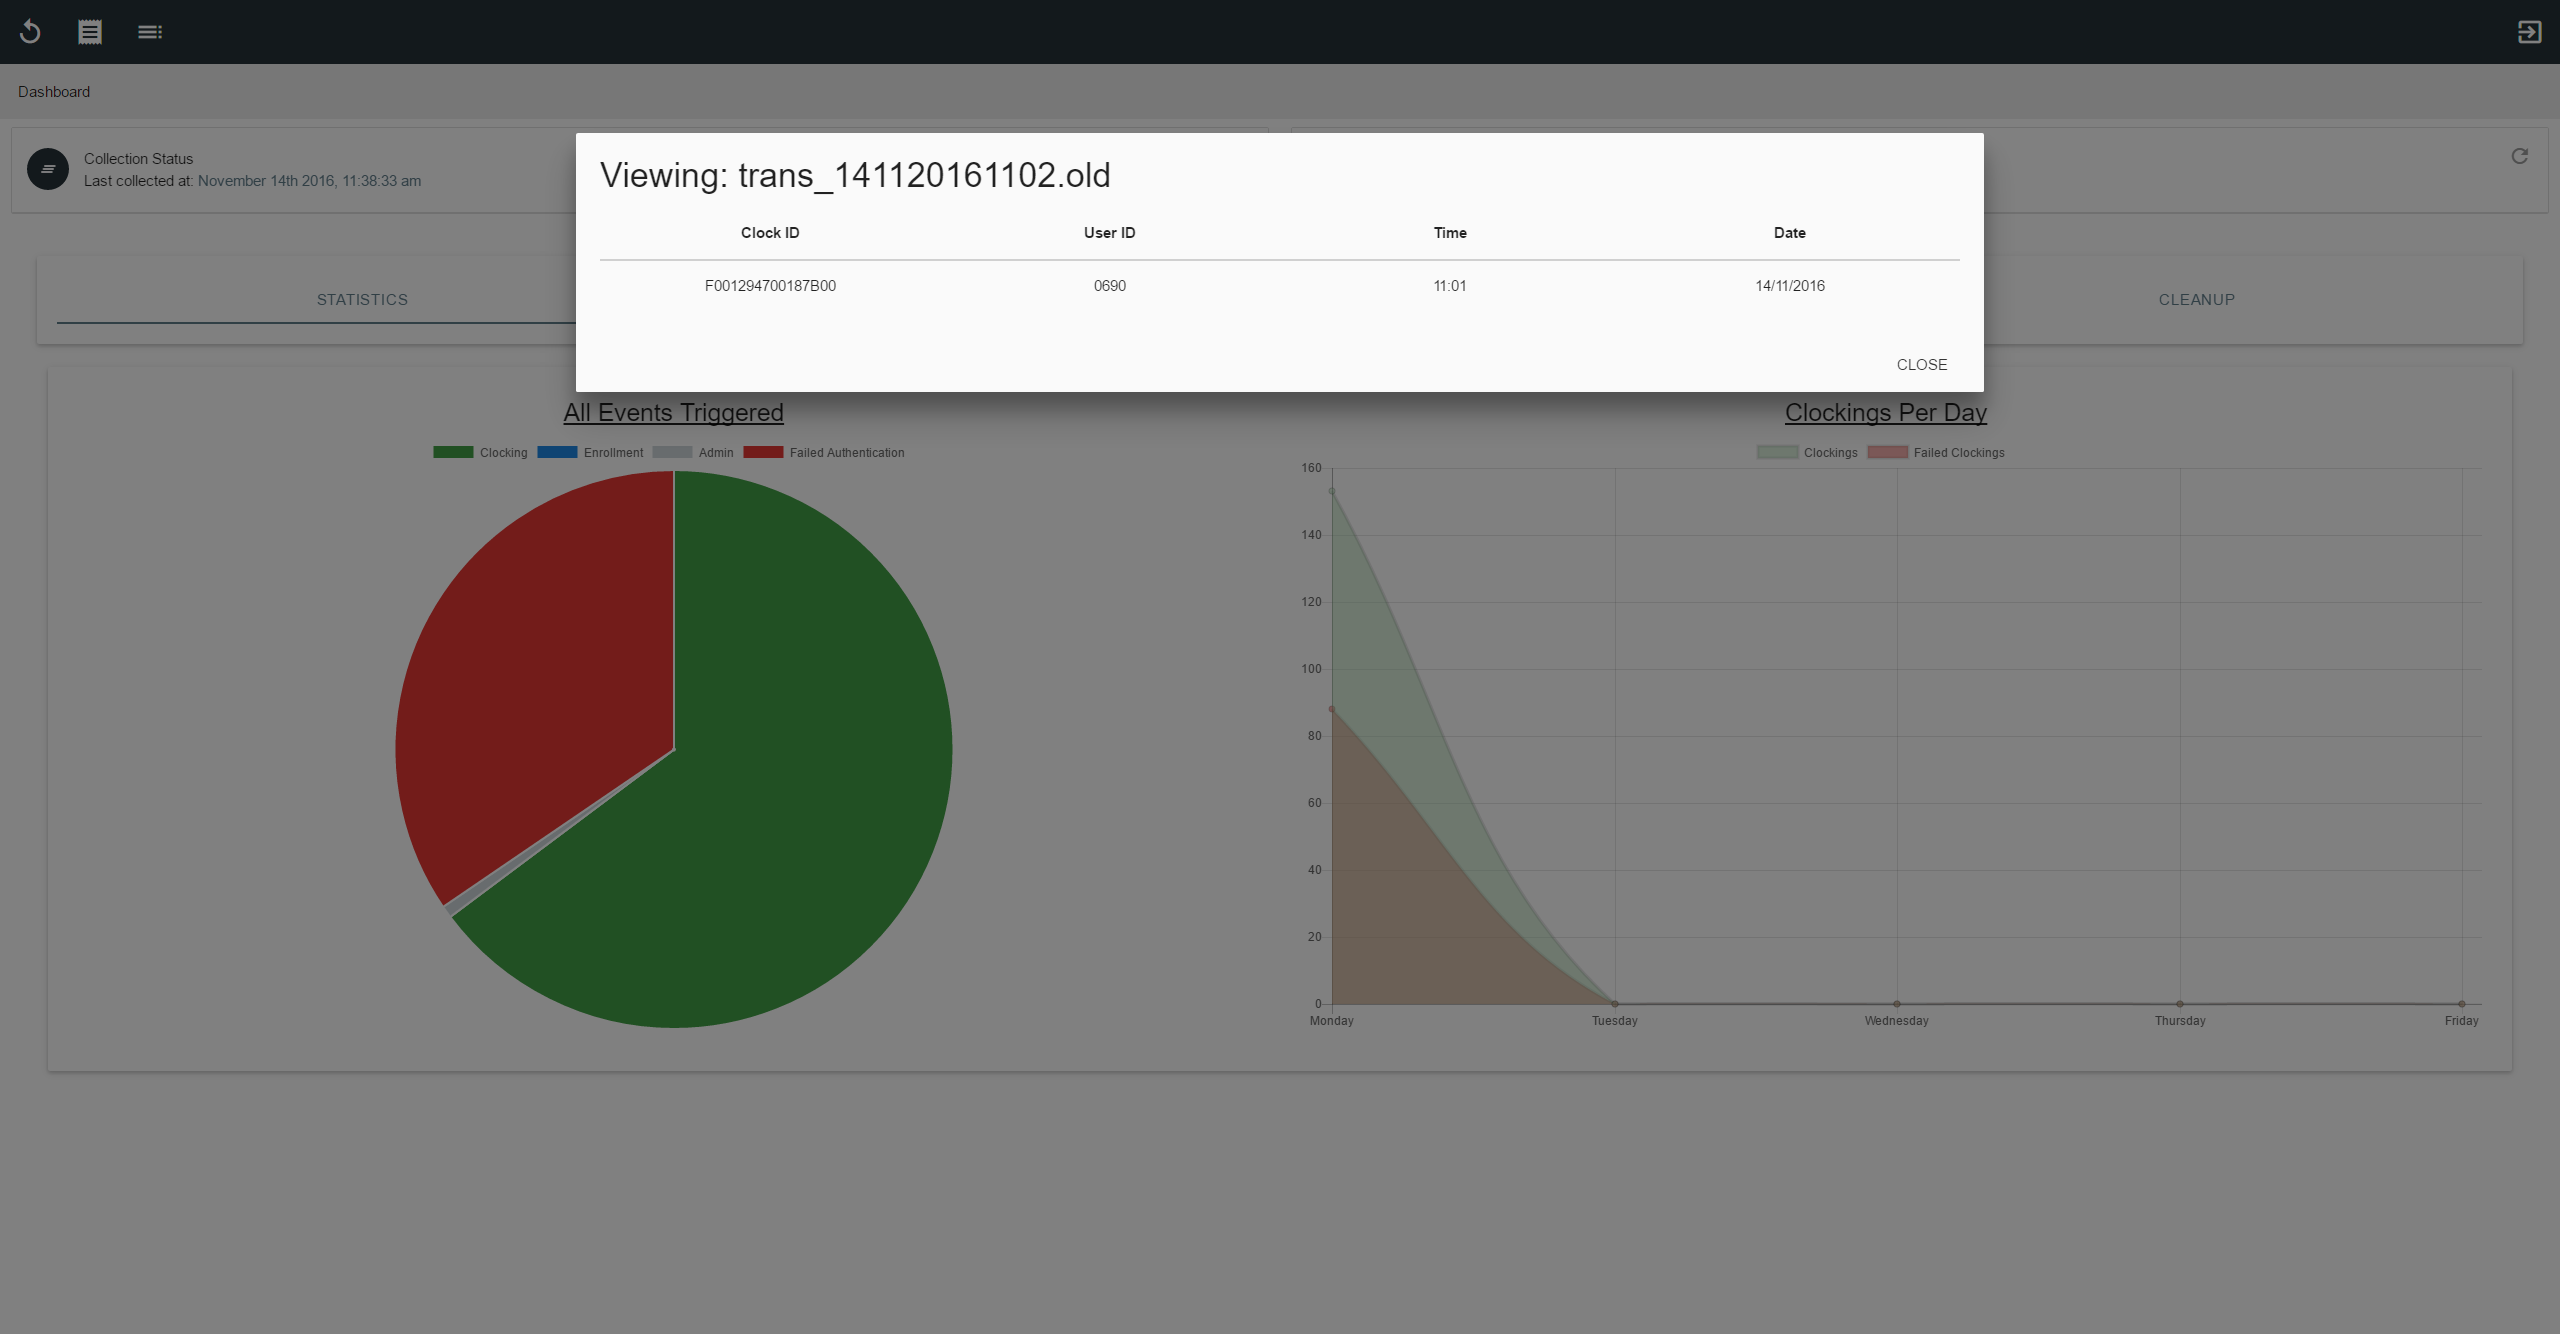 Dashboard
Collection Status
Last collected at: November 14th 2016, 11:38:33 am
Viewing: trans_141120161102.old
Clock ID User ID Time Date
F001294700187B00 0690 11:01 14/11/2016
CLOSE
STATISTICS CLEANUP
All Events Triggered
Clocking Enrollment Admin Failed Authentication
Clockings Per Day
Clockings Failed Clockings
160
140
120
100
80
60
40
20
0
Monday Tuesday Wednesday Thursday Friday